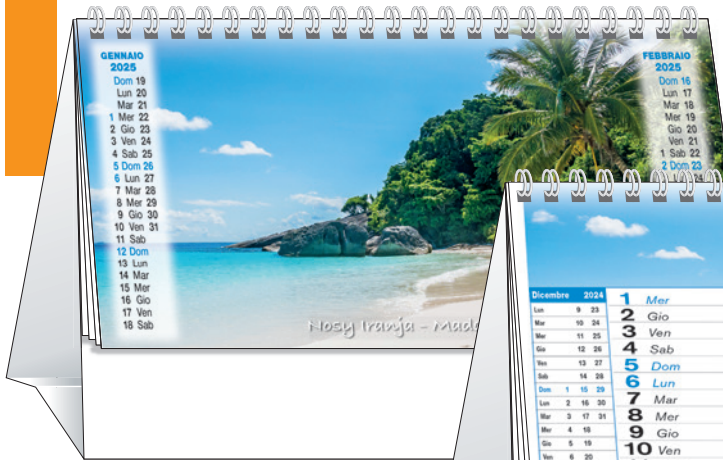 GENNAIO
2025
Dom 19
Lun 20
Mar 21
1 Mer 22
2 Gio 23
3 Ven 24
4 Sab 25
5 Dom 26
6 Lun 27
7 Mar 28
8 Mer 29
9 Gio 30
10 Ven 31
11 Sab
12 Dom
13 Lun
14 Mar
15 Mer
16 Gio
17 Ven
18 Sab
FEBBRAIO
2025
Dom 16
Lun 17
Mar 18
Mer 19
Gio 20
Ven 21
1 Sab 22
2 Dom 23
Nosy Iranja - Mad
Dicembre 2024
Lun 9 23
Mar 10 24
Mer 11 25
Gio 12 26
Ven 13 27
Sab 14 28
Dom 1 15 29
Lun 2 16 30
Mar 3 17 31
Mer 4 18
Gio 5 19
Ven 6 20
1 Mer
2 Gio
3 Ven
4 Sab
5 Dom
6 Lun
7 Mar
8 Mer
9 Gio
10 Ven